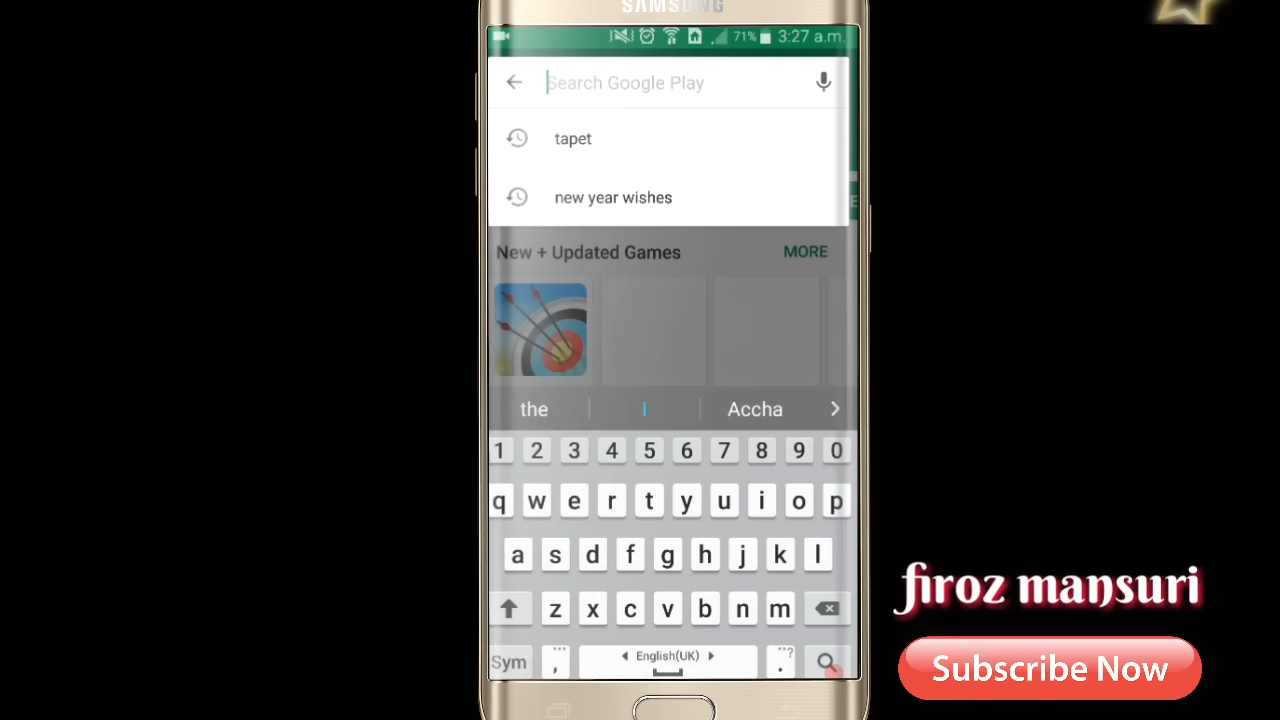 SAMSUNG
71% 3:27 a.m.
Search Google Play
tapet
new year wishes
New + Updated Games MORE
the I Accha
1 2 3 4 5 6 7 8 9 0
q w e r t y u i o p
a s d f g h j k l
z x c v b n m
Sym , English(UK) . ?
firoz mansuri
Subscribe Now